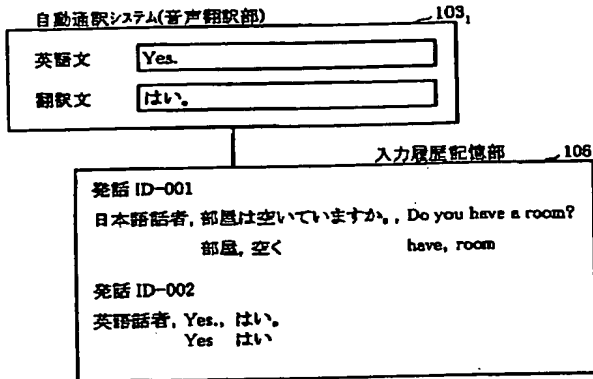 自動通訳システム(音声翻訳部) 103₁
英語文 Yes.
翻訳文 はい。
入力履歴記憶部 106
発話 ID-001
日本語話者, 部屋は空いていますか。, Do you have a room?
部屋, 空く have, room
発話 ID-002
英語話者, Yes., はい。
Yes はい